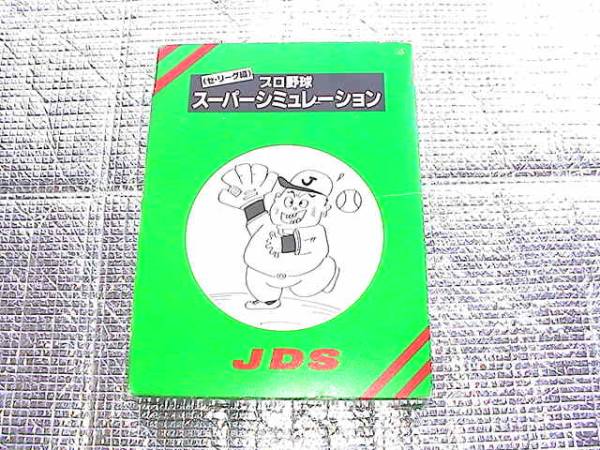 (セ・リーグ編) プロ野球
スーパーシミュレーション
J
JDS